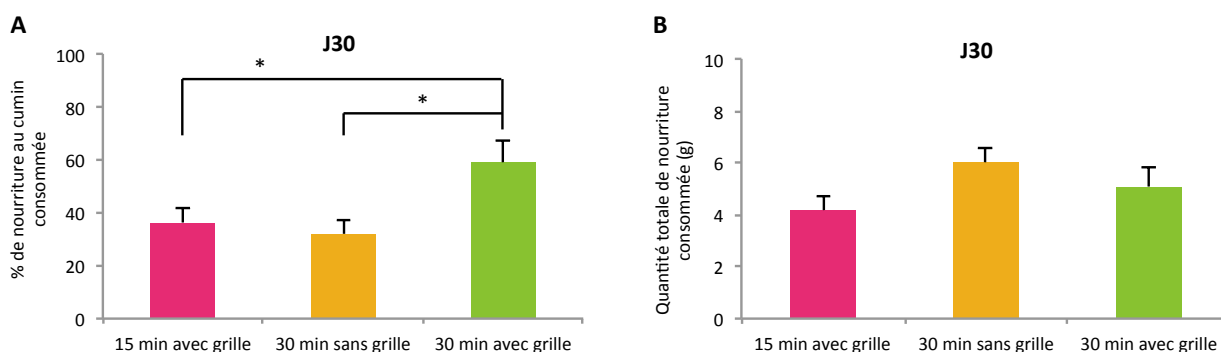 A
J30
% de nourriture au cumin
consommée
100
80
60
40
20
0
*
*
15 min avec grille 30 min sans grille 30 min avec grille
B
J30
Quantité totale de nourriture
consommée (g)
10
8
6
4
2
0
15 min avec grille 30 min sans grille 30 min avec grille